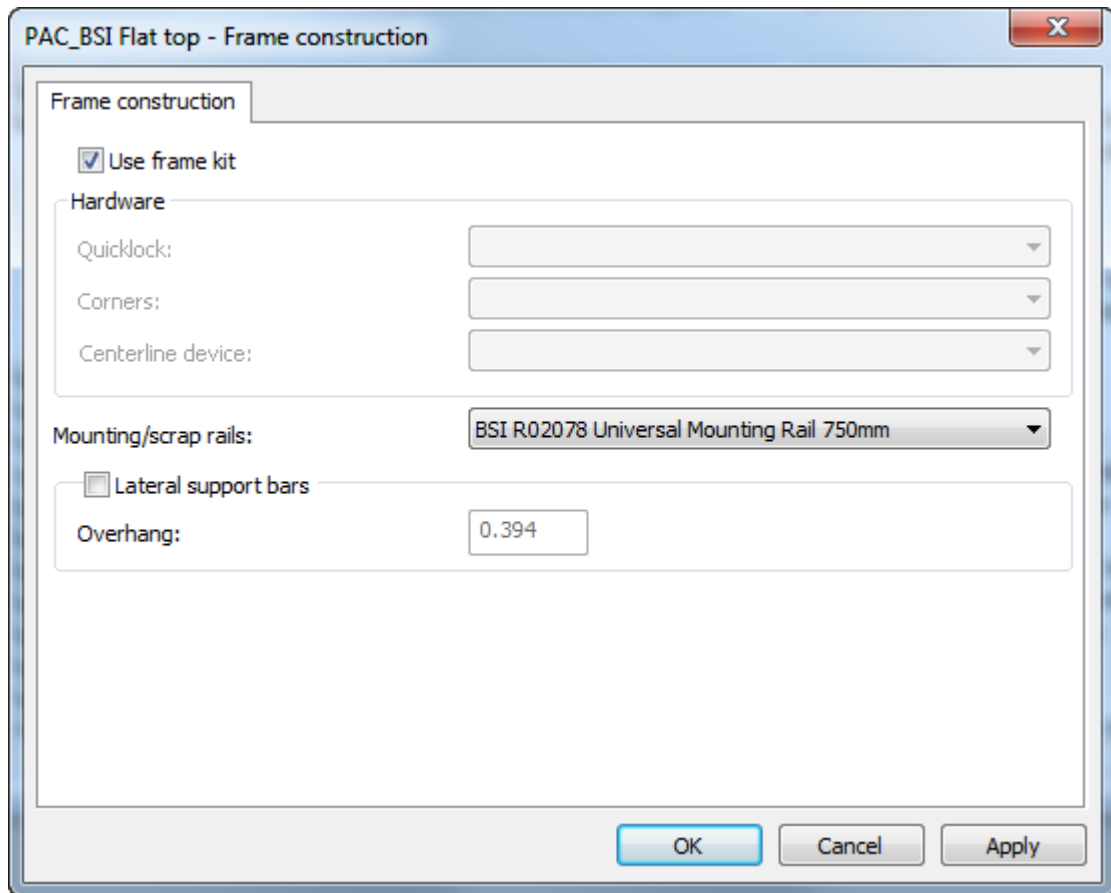 PAC_BSI Flat top - Frame construction
Frame construction
Use frame kit
Hardware
Quicklock:
Corners:
Centerline device:
Mounting/scrap rails: BSI R02078 Universal Mounting Rail 750mm
Lateral support bars
Overhang: 0.394
OK Cancel Apply